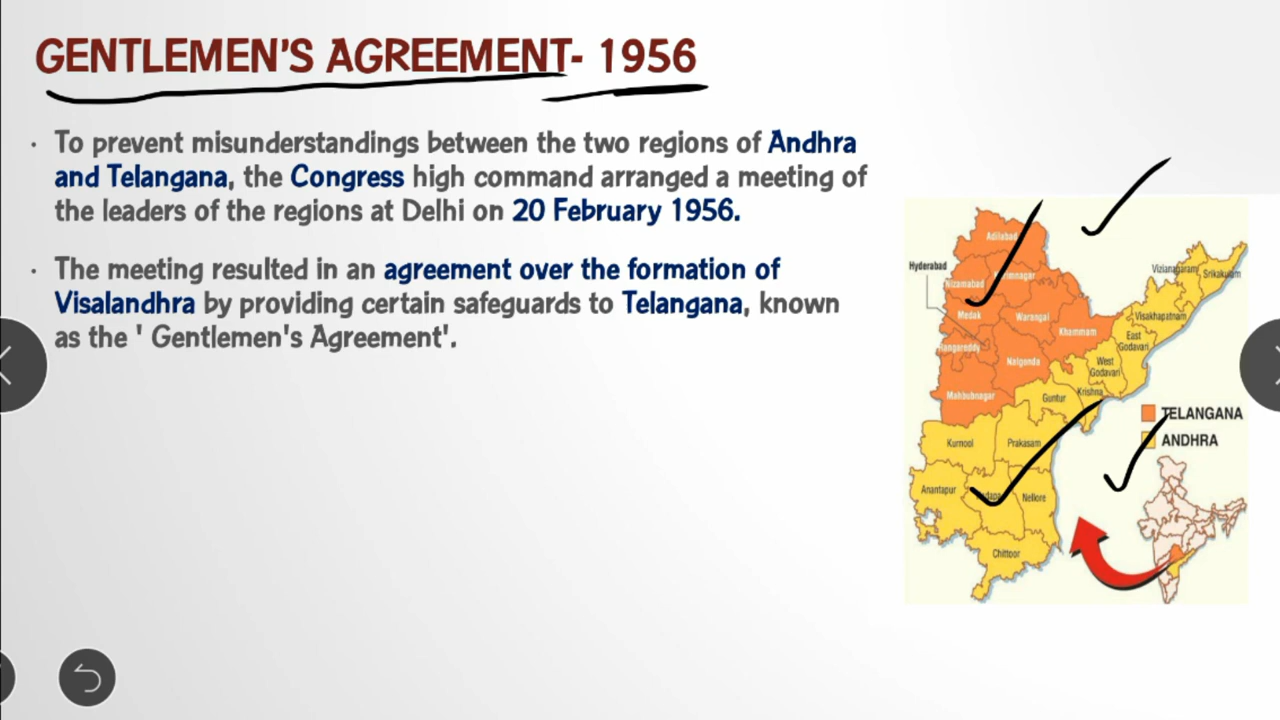 GENTLEMEN'S AGREEMENT- 1956
· To prevent misunderstandings between the two regions of Andhra
and Telangana, the Congress high command arranged a meeting of
the leaders of the regions at Delhi on 20 February 1956.
· The meeting resulted in an agreement over the formation of
Visalandhra by providing certain safeguards to Telangana, known
as the ' Gentlemen's Agreement'.
Adilabad
Hyderabad
Nizamabad
Medak
Warangal
Khammam
Rangareddy
Nalgonda
Mahbubnagar
Vizianagaram
Srikakulam
Visakhapatnam
East
Godavari
West
Godavari
Krishna
Guntur
Kurnool
Prakasam
Anantapur
Nellore
Chittoor
TELANGANA
ANDHRA